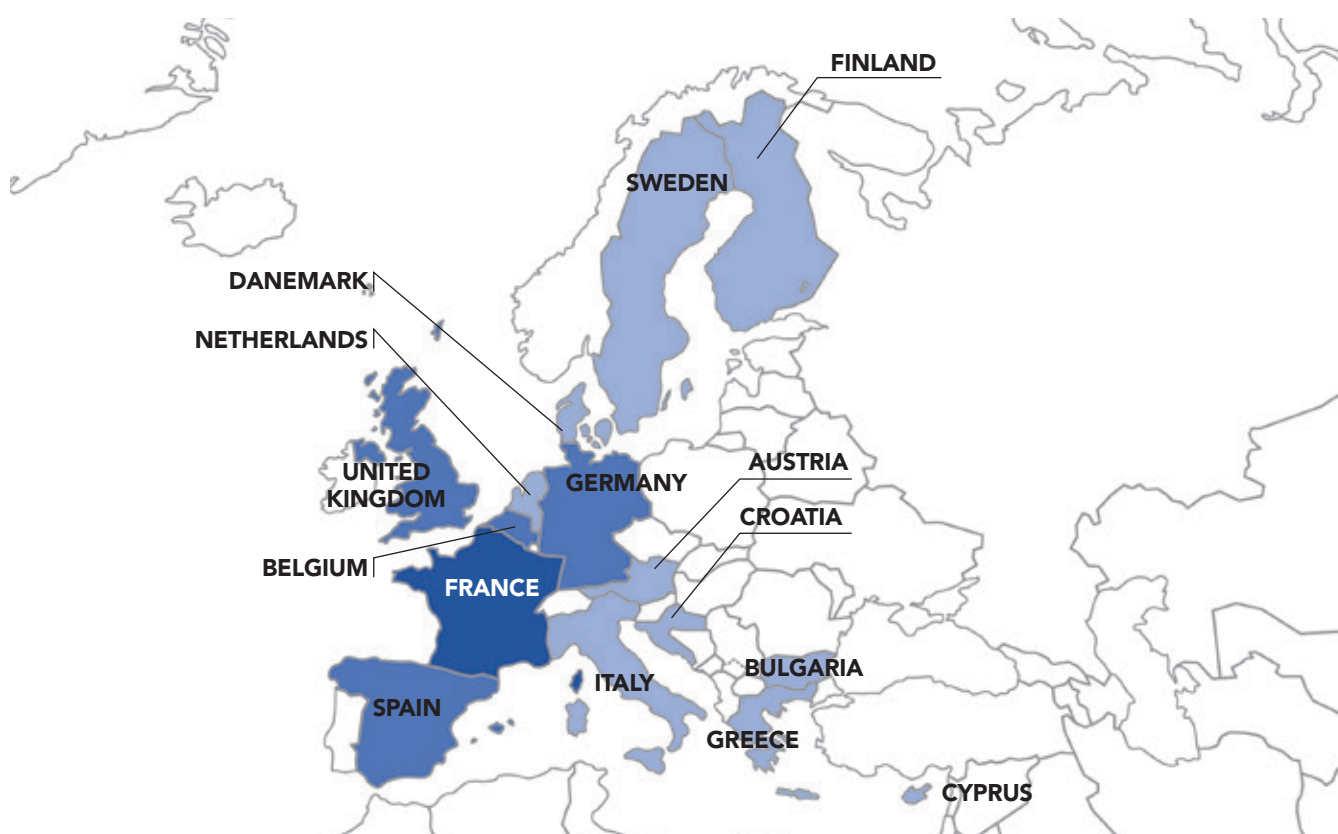 FINLAND
SWEDEN
DANEMARK
NETHERLANDS
UNITED
KINGDOM
GERMANY
AUSTRIA
CROATIA
BELGIUM
FRANCE
BULGARIA
ITALY
SPAIN
GREECE
CYPRUS